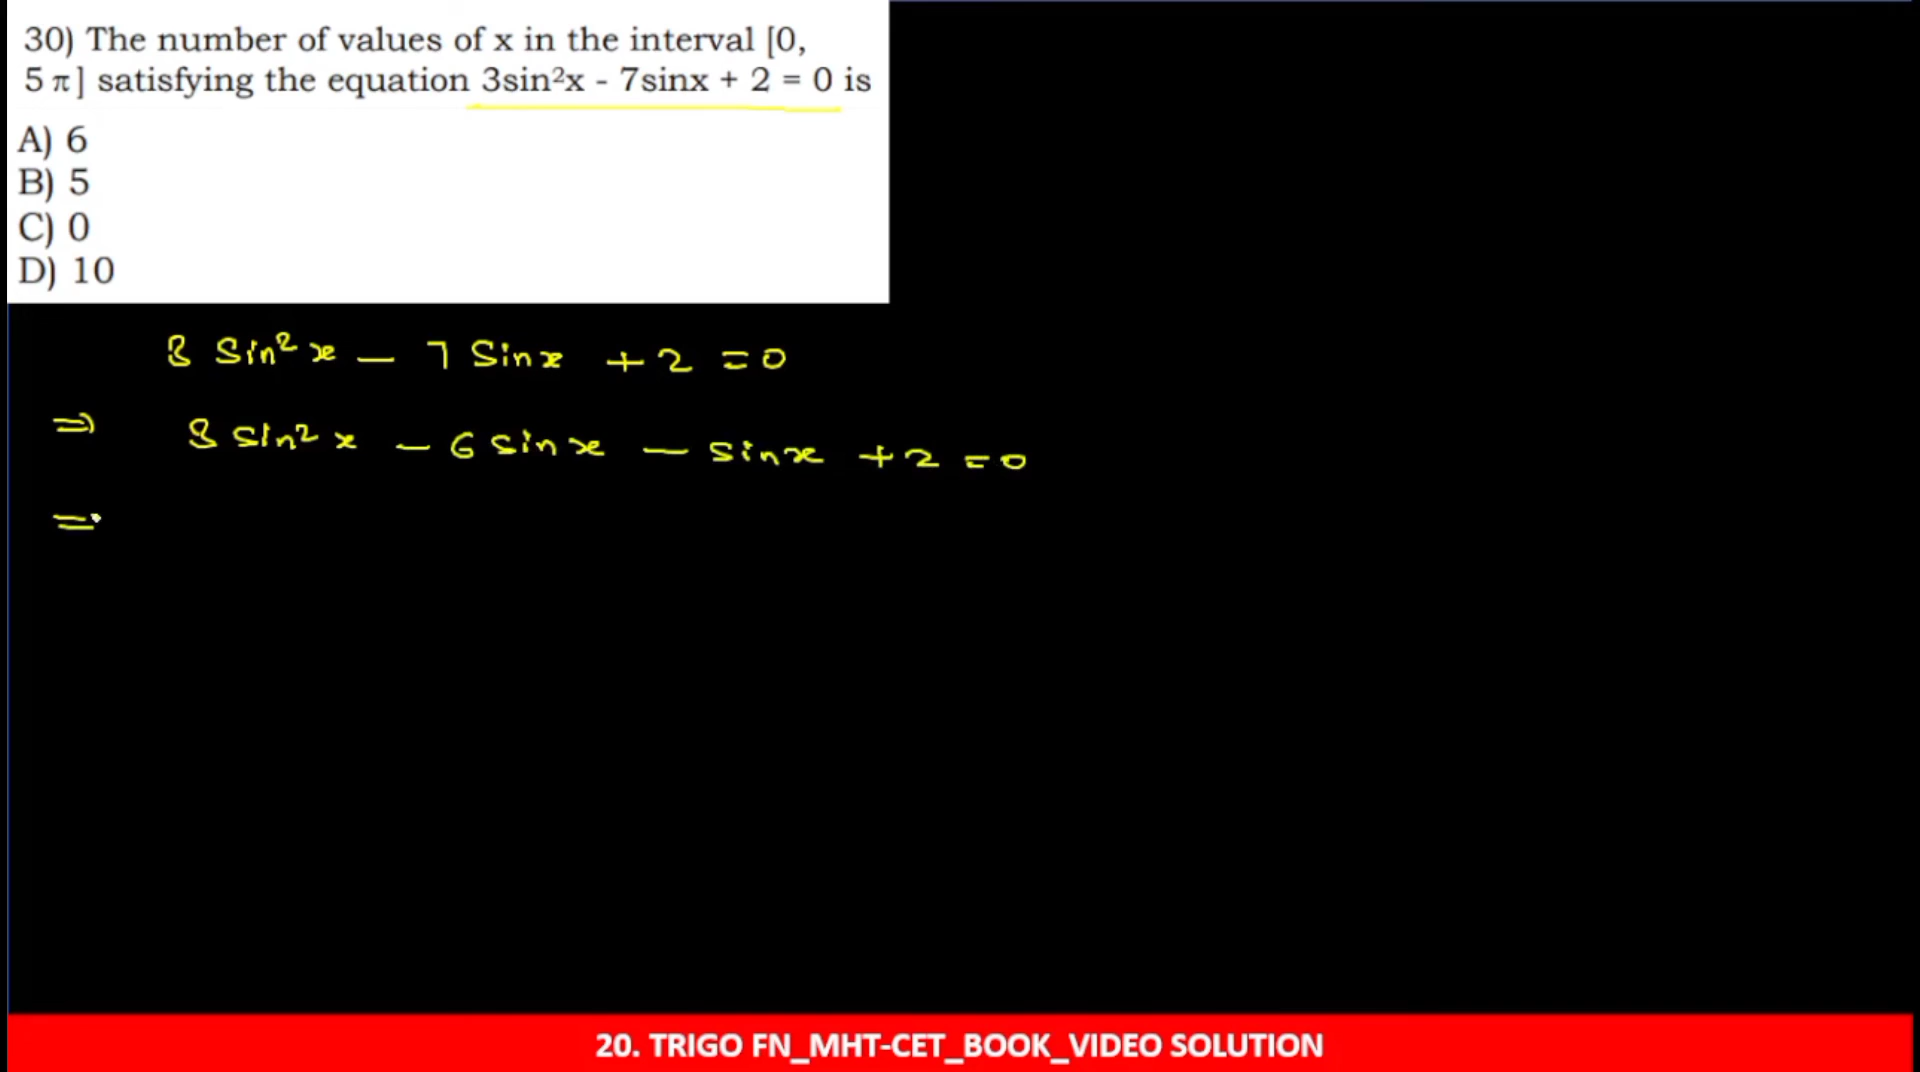 30) The number of values of x in the interval [0,
5 π] satisfying the equation 3sin²x - 7sinx + 2 = 0 is
A) 6
B) 5
C) 0
D) 10
3 Sin² x - 7 Sin x + 2 = 0
⇒ 3 sin² x - 6 sin x - sin x + 2 = 0
=
20. TRIGO FN_MHT-CET_BOOK_VIDEO SOLUTION